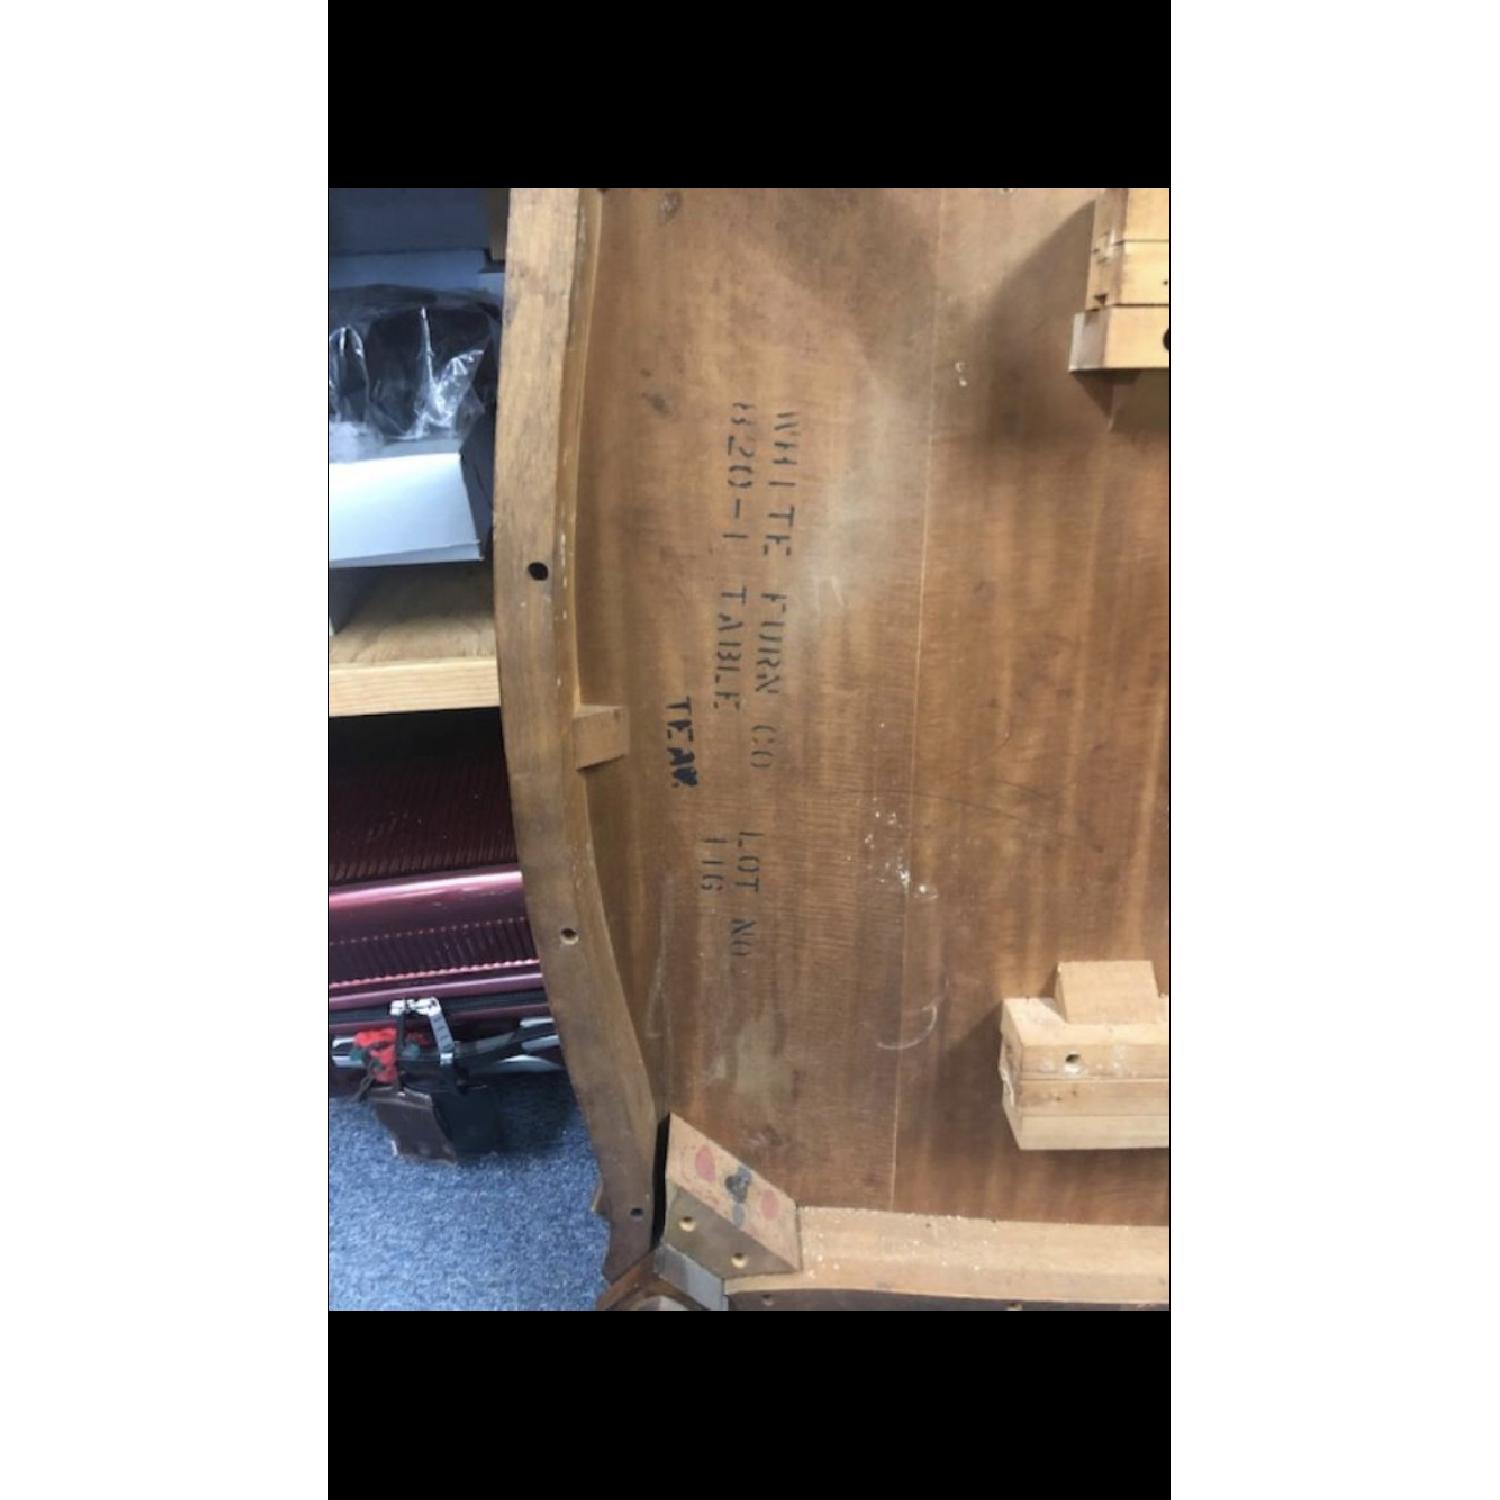 WHITE FURN CO
820-1 TABLE
TEAK
LOT NO
116